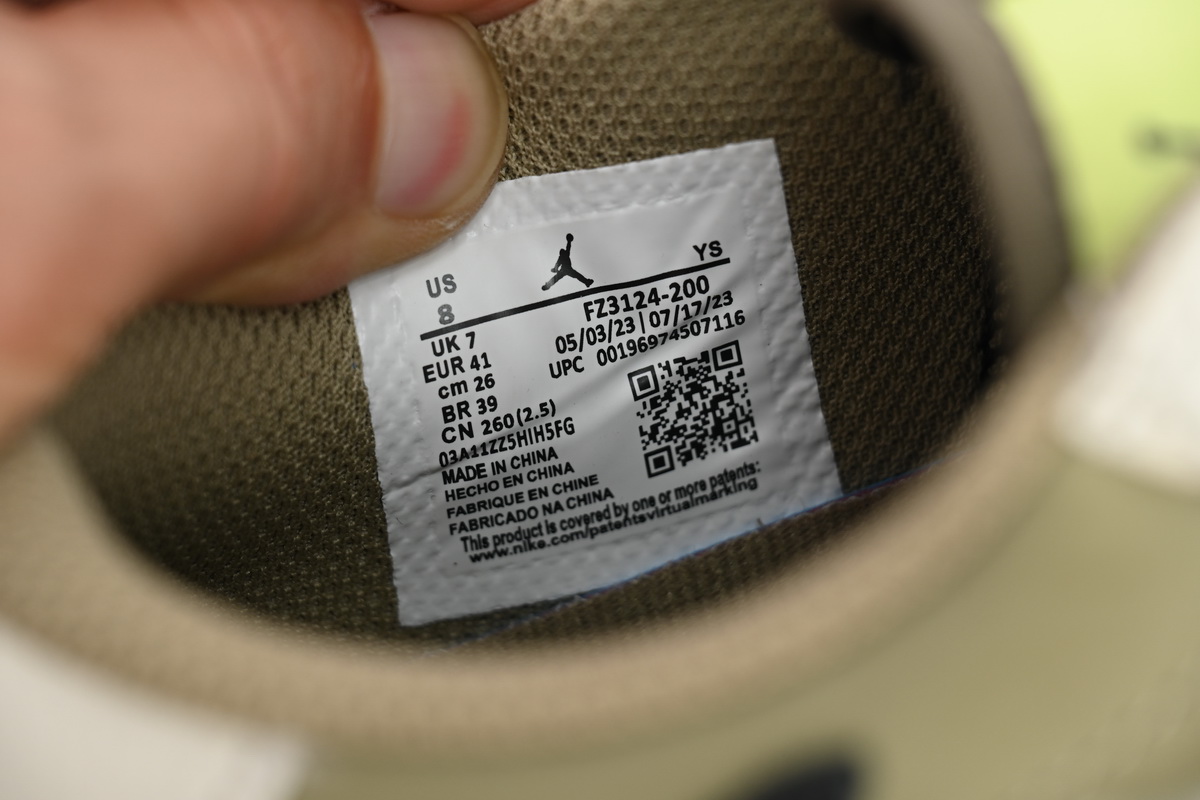 US YS
8
UK 7 FZ3124-200
EUR 41 05/03/23 | 07/17/23
cm 26 UPC 00196974507116
BR 39
CN 260(2.5)
03A11ZZ5HIH5FG
MADE IN CHINA
HECHO EN CHINA
FABRIQUE EN CHINE
FABRICADO NA CHINA
This product is covered by one or more patents:
www.nike.com/patentsvirtualmarking